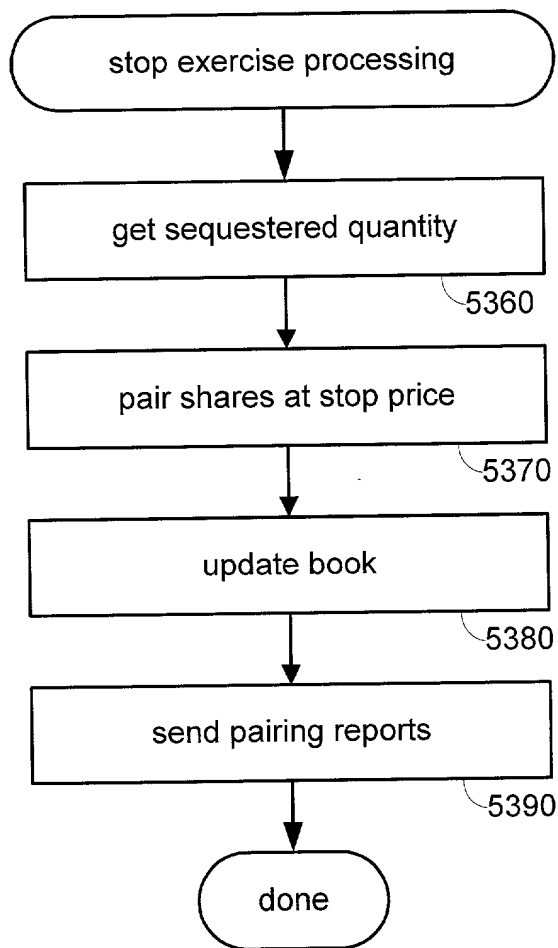 stop exercise processing
get sequestered quantity
5360
pair shares at stop price
5370
update book
5380
send pairing reports
5390
done